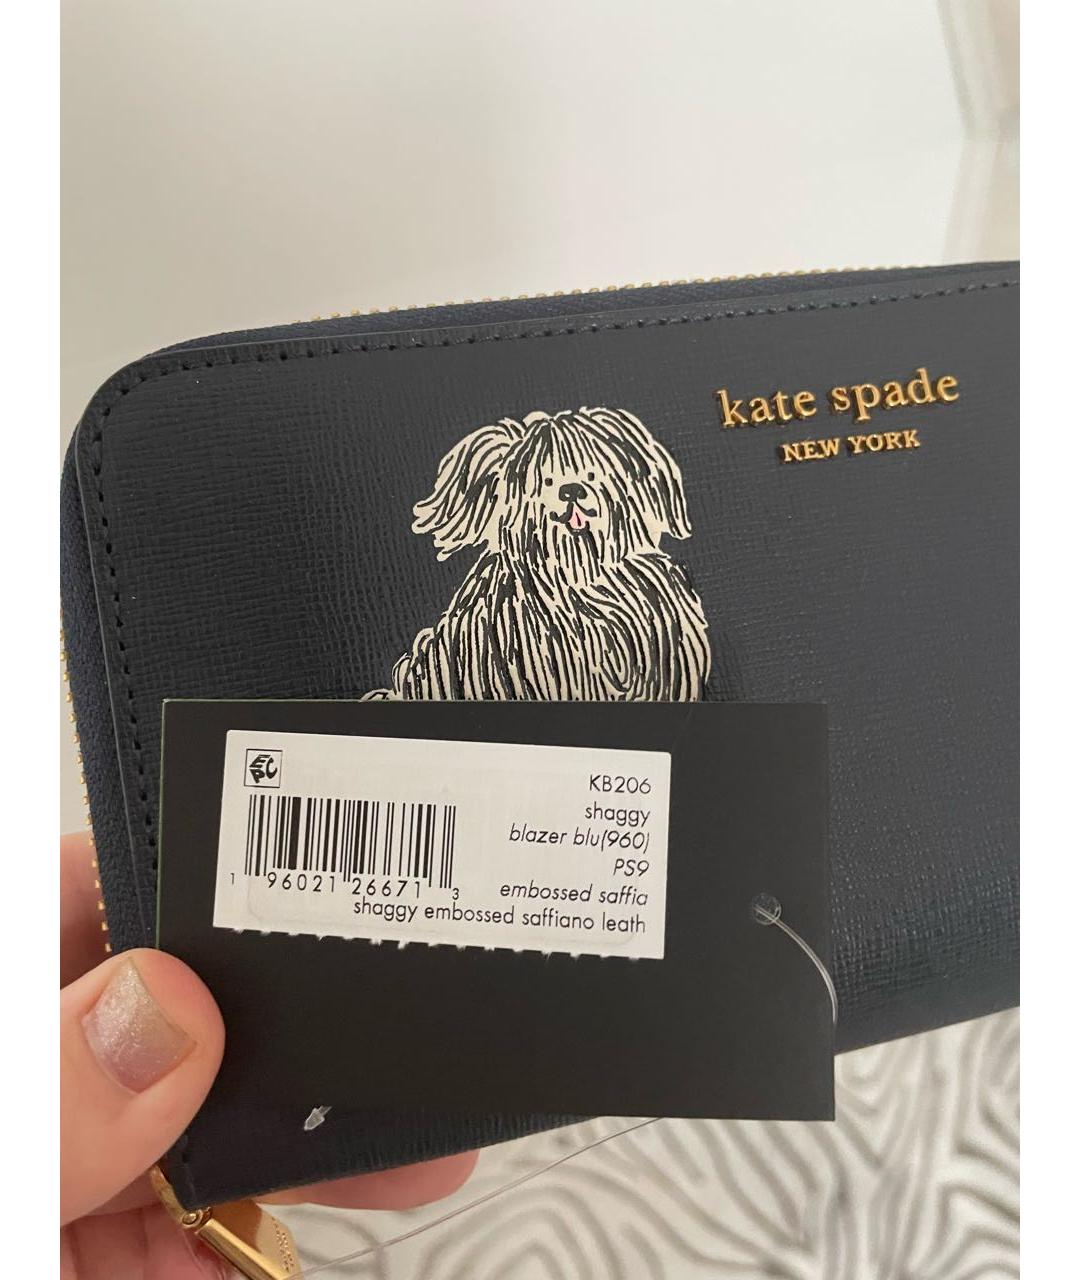 kate spade
NEW YORK
EPC
KB206
shaggy
blazer blu(960)
PS9
1 96021 26671 3
embossed saffia
shaggy embossed saffiano leath